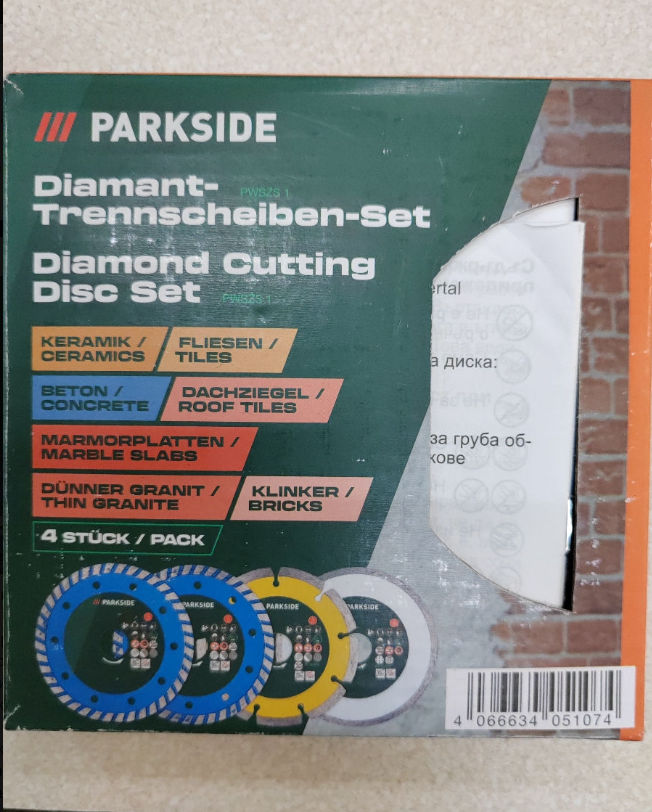 PARKSIDE
Diamant-
Trennscheiben-Set
PWSZS 1
Diamond Cutting
Disc Set
PWSZS 1
KERAMIK /
CERAMICS
FLIESEN /
TILES
BETON /
CONCRETE
DACHZIEGEL /
ROOF TILES
MARMORPLATTEN /
MARBLE SLABS
DÜNNER GRANIT /
THIN GRANITE
KLINKER /
BRICKS
4 STÜCK / PACK
ertal
а диска:
за груба об-
кове
PARKSIDE
PARKSIDE
PARKSIDE
PARKSIDE
4 066634 051074